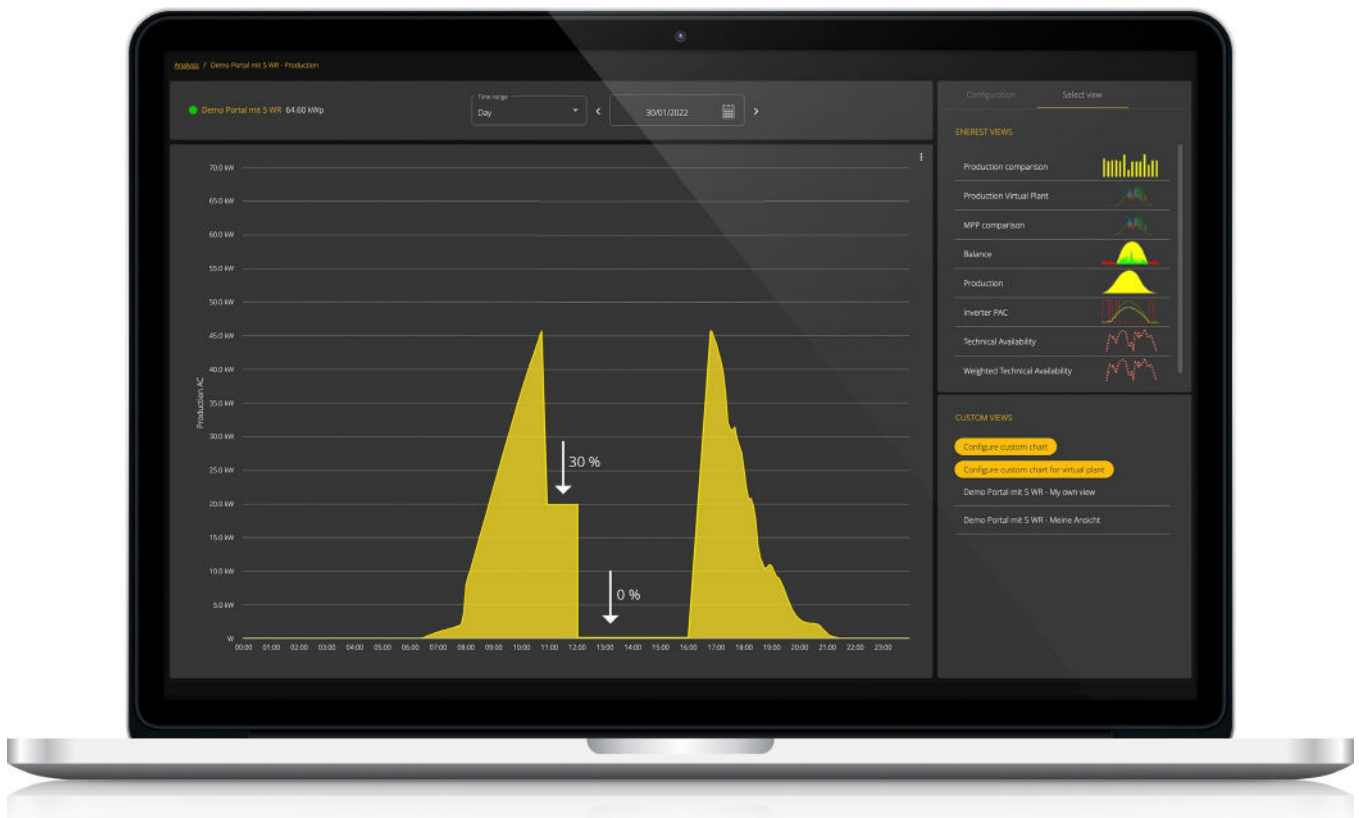 Analysis / Demo Portal mit 5 WR - Production
Demo Portal mit 5 WR 64.60 kWp
Time range
Day
30/01/2022
Configuration
Select view
ENEREST VIEWS
Production comparison
Production Virtual Plant
MPP comparison
Balance
Production
Inverter PAC
Technical Availability
Weighted Technical Availability
CUSTOM VIEWS
Configure custom chart
Configure custom chart for virtual plant
Demo Portal mit 5 WR - My own view
Demo Portal mit 5 WR - Meine Ansicht
Production AC
70.0 kW
65.0 kW
60.0 kW
55.0 kW
50.0 kW
45.0 kW
40.0 kW
35.0 kW
30.0 kW
25.0 kW
20.0 kW
15.0 kW
10.0 kW
5.0 kW
W
30 %
0 %
00:00 01:00 02:00 03:00 04:00 05:00 06:00 07:00 08:00 09:00 10:00 11:00 12:00 13:00 14:00 15:00 16:00 17:00 18:00 19:00 20:00 21:00 22:00 23:00